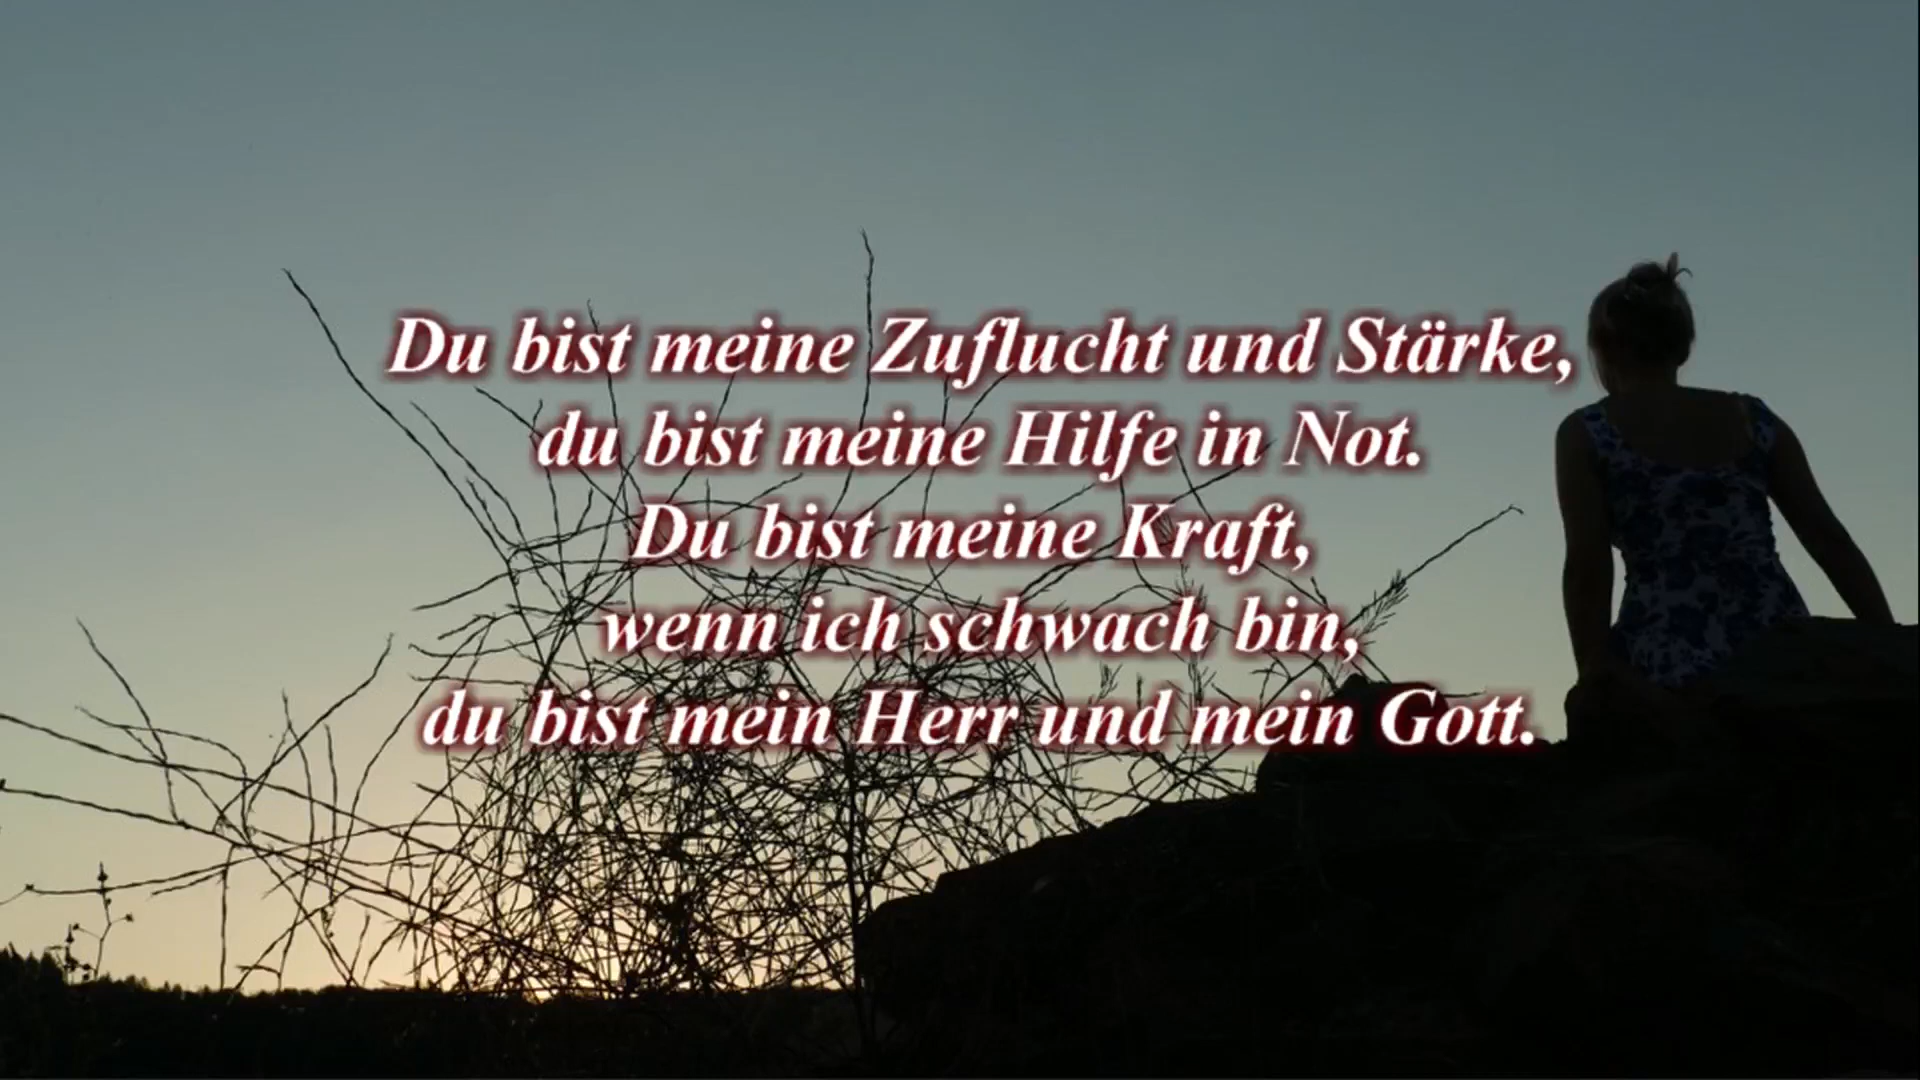 Du bist meine Zuflucht und Stärke,
du bist meine Hilfe in Not.
Du bist meine Kraft,
wenn ich schwach bin,
du bist mein Herr und mein Gott.